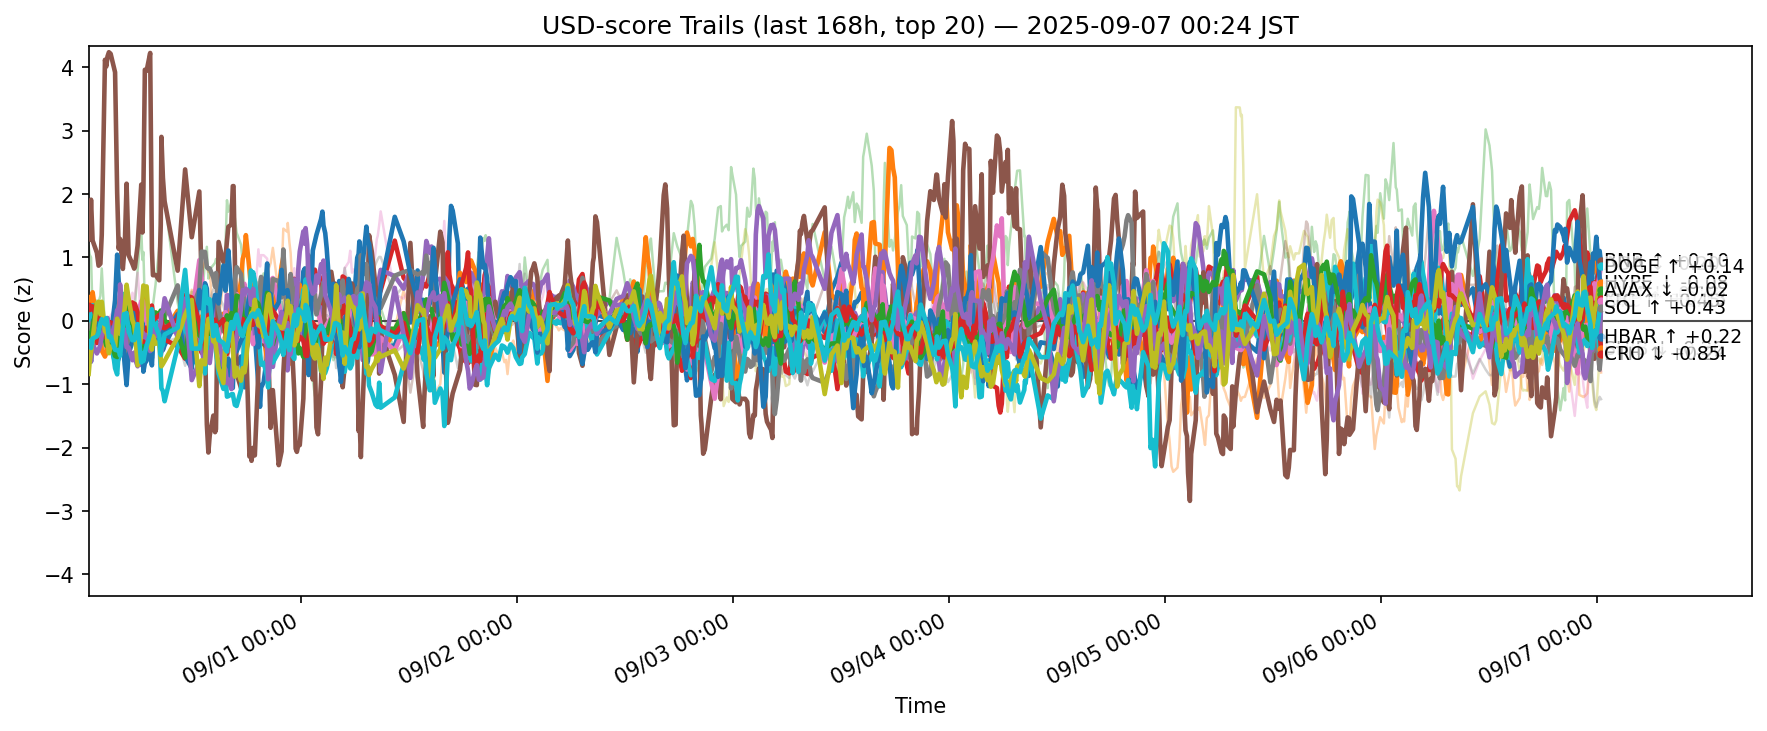 USD-score Trails (last 168h, top 20) — 2025-09-07 00:24 JST
Score (z)
4
3
2
1
0
−1
−2
−3
−4
DOGE ↑ +0.14
AVAX ↓ -0.02
SOL ↑ +0.43
HBAR ↑ +0.22
CRO ↓ -0.85
09/01 00:00
09/02 00:00
09/03 00:00
09/04 00:00
09/05 00:00
09/06 00:00
09/07 00:00
Time